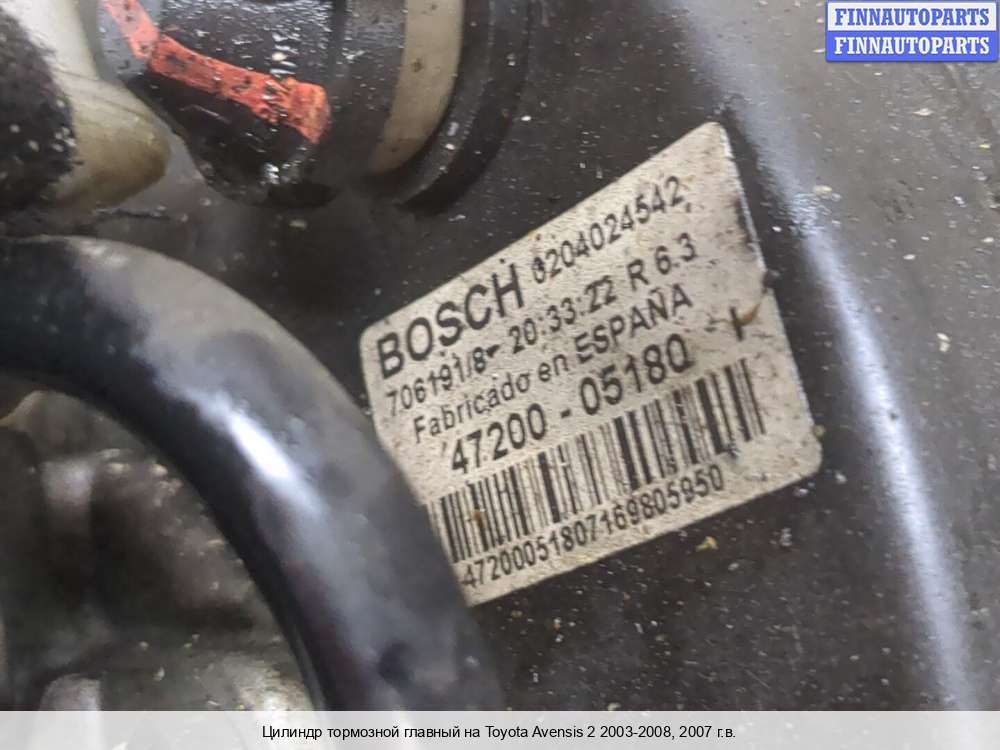 FINNAUTOPARTS
FINNAUTOPARTS
BOSCH 0204024542
706191/8- 20:33:22 R 6.3
Fabricado en ESPAÑA
47200 - 05180
47200051807169805950
Цилиндр тормозной главный на Toyota Avensis 2 2003-2008, 2007 г.в.